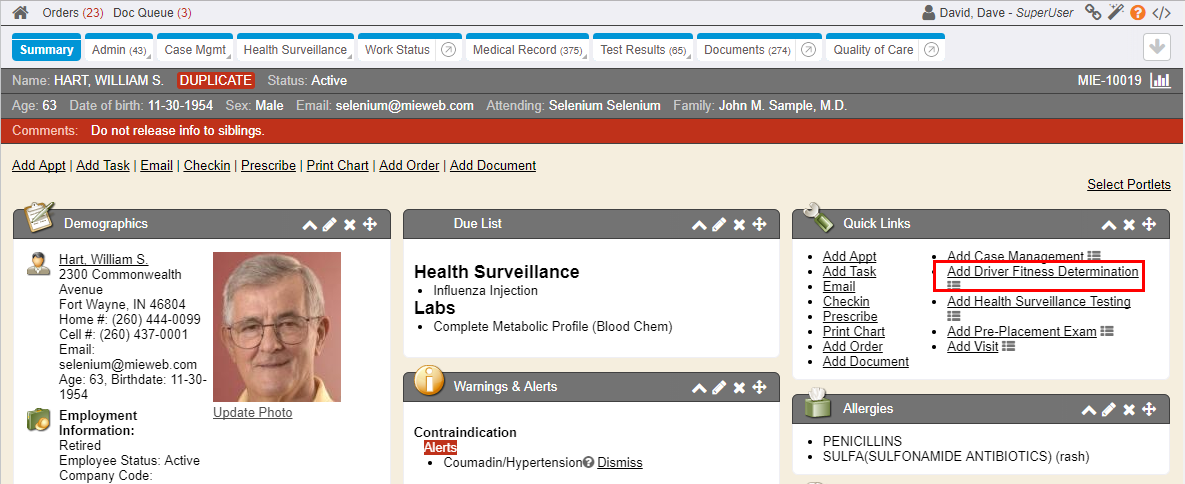 Orders (23) Doc Queue (3) David, Dave - SuperUser
Summary Admin (43) Case Mgmt Health Surveillance Work Status Medical Record (375) Test Results (65) Documents (274) Quality of Care
Name: HART, WILLIAM S. DUPLICATE Status: Active MIE-10019
Age: 63 Date of birth: 11-30-1954 Sex: Male Email: selenium@mieweb.com Attending: Selenium Selenium Family: John M. Sample, M.D.
Comments: Do not release info to siblings.
Add Appt | Add Task | Email | Checkin | Prescribe | Print Chart | Add Order | Add Document
Select Portlets
Demographics
Hart, William S.
2300 Commonwealth
Avenue
Fort Wayne, IN 46804
Home #: (260) 444-0099
Cell #: (260) 437-0001
Email:
selenium@mieweb.com
Age: 63, Birthdate: 11-30-
1954
Update Photo
Employment
Information:
Retired
Employee Status: Active
Company Code:
Due List
Health Surveillance
• Influenza Injection
Labs
• Complete Metabolic Profile (Blood Chem)
Warnings & Alerts
Contraindication
Alerts
• Coumadin/Hypertension? Dismiss
Quick Links
• Add Appt
• Add Task
• Email
• Checkin
• Prescribe
• Print Chart
• Add Order
• Add Document
• Add Case Management
• Add Driver Fitness Determination
• Add Health Surveillance Testing
• Add Pre-Placement Exam
• Add Visit
Allergies
• PENICILLINS
• SULFA(SULFONAMIDE ANTIBIOTICS) (rash)